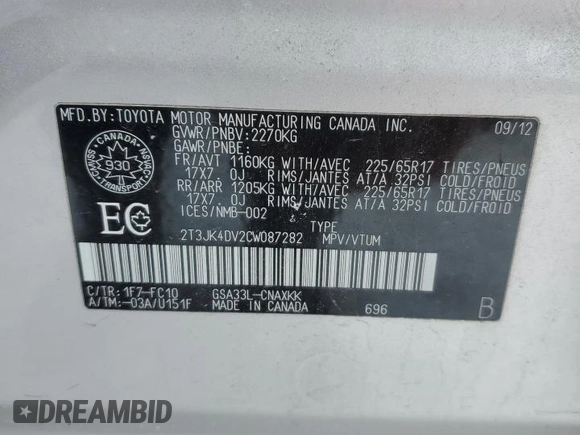 MFD.BY:TOYOTA MOTOR MANUFACTURING CANADA INC. 09/12
GVWR/PNBV:2270KG
GAWR/PNBE:
FR/AVT 1160KG WITH/AVEC 225/65R17 TIRES/PNEUS
17X7 0J RIMS/JANTES AT/A 32PSI COLD/FROID
RR/ARR 1205KG WITH/AVEC 225/65R17 TIRES/PNEUS
17X7 0J RIMS/JANTES AT/A 32PSI COLD/FROID
ICES/NMB-002
TYPE
2T3JK4DV2CW087282 MPV/VTUM
CANADA
930
TRANSPORT
EC
C/TR: 1F7-FC10 GSA33L-CNAXKK
A/TM:-03A/U151F MADE IN CANADA 696 B
DREAMBID